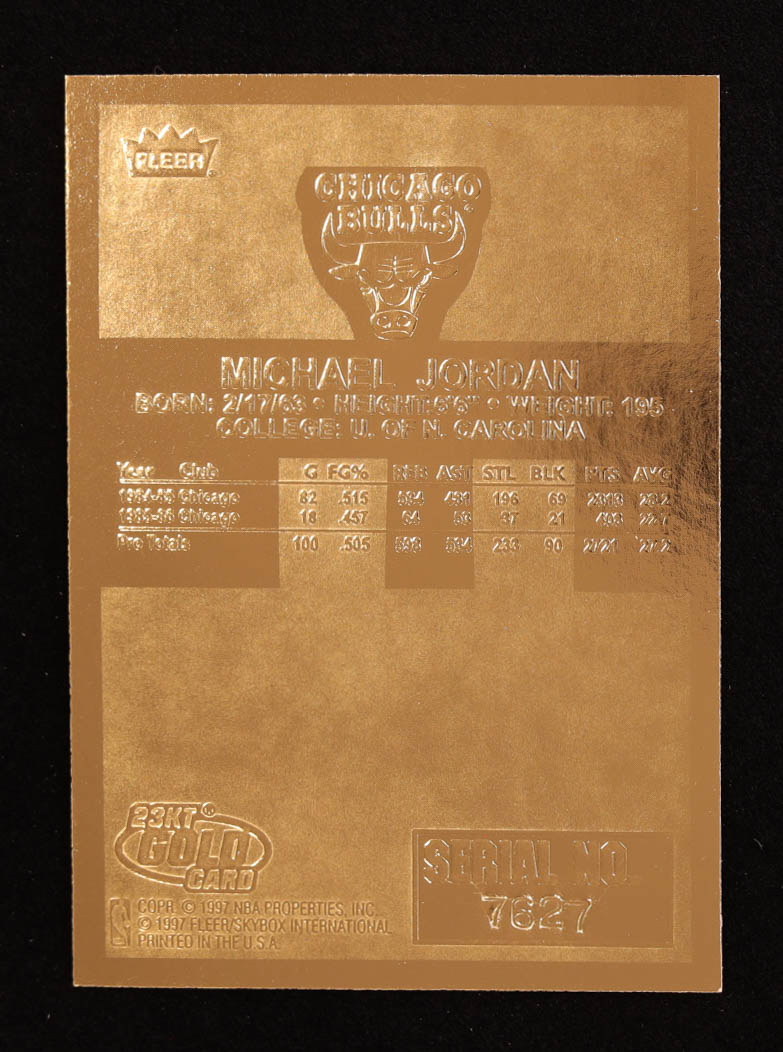 FLEER
CHICAGO
BULLS
MICHAEL JORDAN
BORN: 2/17/63 • HEIGHT: 6'6" • WEIGHT: 195
COLLEGE: U. OF N. CAROLINA
Year Club G FG% REB AST STL BLK PTS. AVG
1984-85 Chicago 82 .515 534 481 196 69 2313 28.2
1985-86 Chicago 18 .457 64 53 37 21 408 22.7
Pro Totals 100 .505 598 534 233 90 2721 27.2
23KT
GOLD
CARD
COPR. © 1997 NBA PROPERTIES, INC.
© 1997 FLEER/SKYBOX INTERNATIONAL
PRINTED IN THE U.S.A.
SERIAL NO.
7627